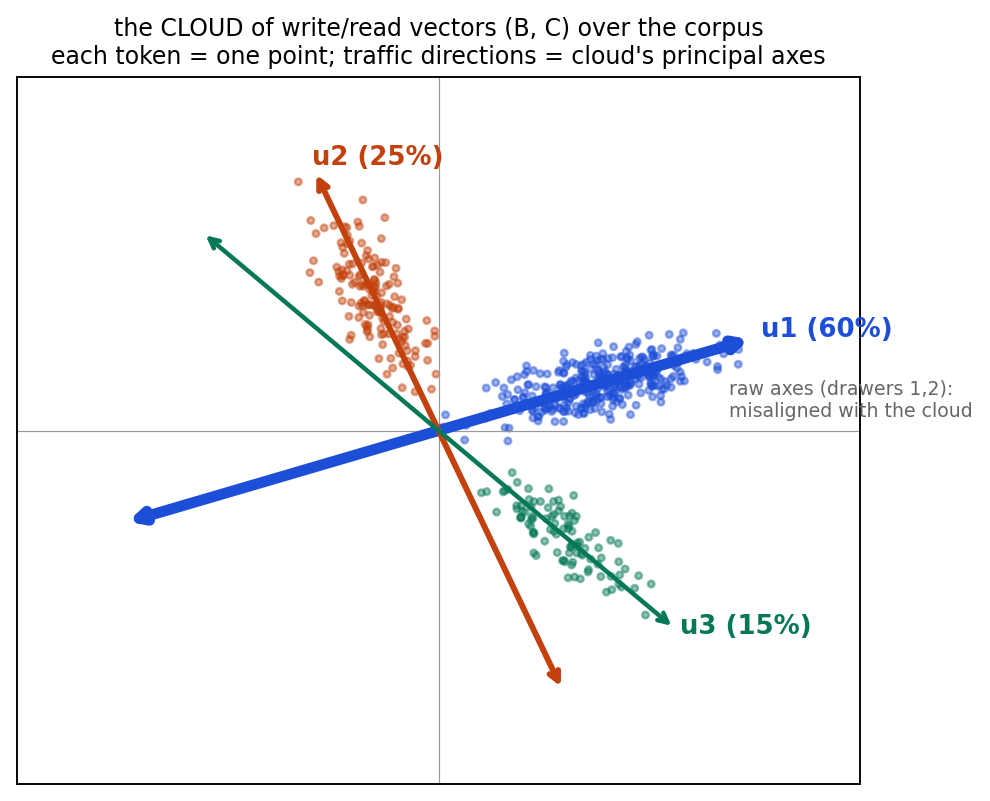 the CLOUD of write/read vectors (B, C) over the corpus
each token = one point; traffic directions = cloud's principal axes
u2 (25%)
u1 (60%)
raw axes (drawers 1,2):
misaligned with the cloud
u3 (15%)